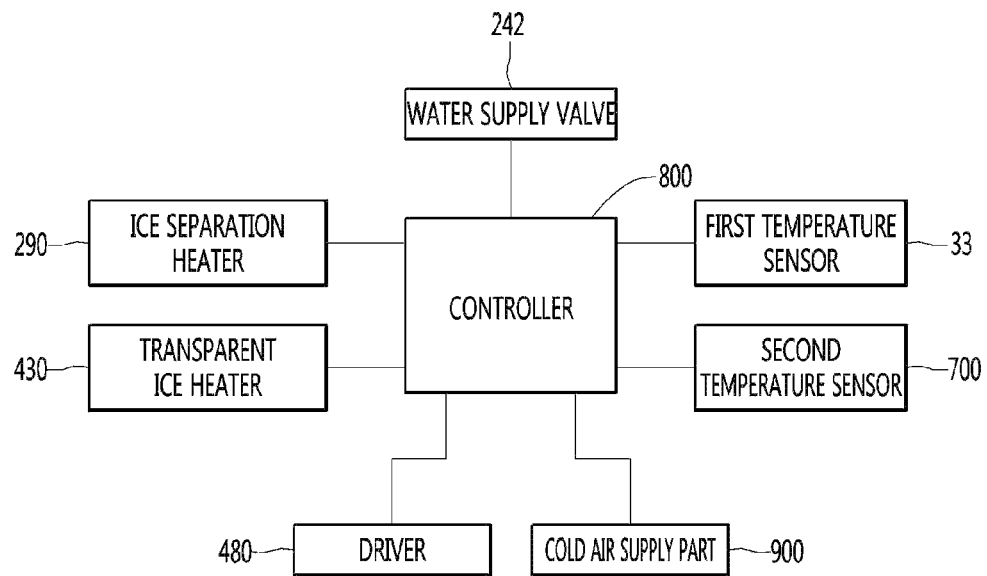 242
WATER SUPPLY VALVE
800
ICE SEPARATION
HEATER
290
FIRST TEMPERATURE
SENSOR
33
CONTROLLER
TRANSPARENT
ICE HEATER
430
SECOND
TEMPERATURE SENSOR
700
480
DRIVER
COLD AIR SUPPLY PART
900